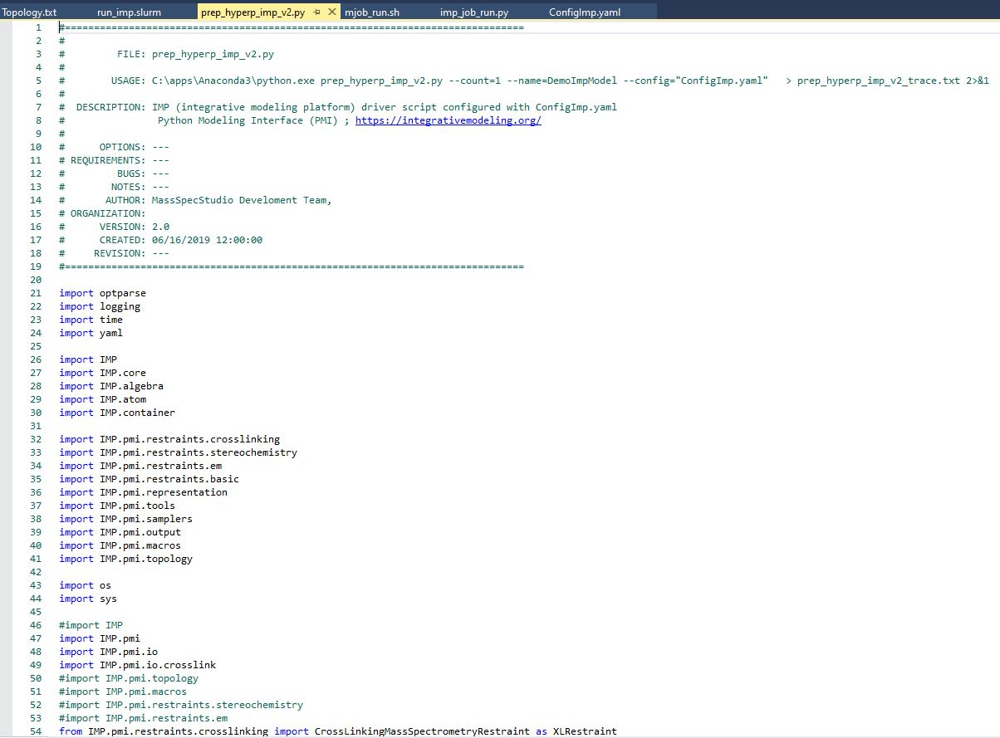 Topology.txt run_imp.slurm prep_hyperp_imp_v2.py mjob_run.sh imp_job_run.py ConfigImp.yaml
1 #===============================================================================
2 #
3 #         FILE: prep_hyperp_imp_v2.py
4 #
5 #        USAGE: C:\apps\Anaconda3\python.exe prep_hyperp_imp_v2.py --count=1 --name=DemoImpModel --config="ConfigImp.yaml"   > prep_hyperp_imp_v2_trace.txt 2>&1
6 #
7 #  DESCRIPTION: IMP (integrative modeling platform) driver script configured with ConfigImp.yaml
8 #                Python Modeling Interface (PMI) ; https://integrativemodeling.org/
9 #
10 #      OPTIONS: ---
11 # REQUIREMENTS: ---
12 #         BUGS: ---
13 #        NOTES: ---
14 #       AUTHOR: MassSpecStudio Develoment Team,
15 # ORGANIZATION:
16 #      VERSION: 2.0
17 #      CREATED: 06/16/2019 12:00:00
18 #     REVISION: ---
19 #===============================================================================
20
21 import optparse
22 import logging
23 import time
24 import yaml
25
26 import IMP
27 import IMP.core
28 import IMP.algebra
29 import IMP.atom
30 import IMP.container
31
32 import IMP.pmi.restraints.crosslinking
33 import IMP.pmi.restraints.stereochemistry
34 import IMP.pmi.restraints.em
35 import IMP.pmi.restraints.basic
36 import IMP.pmi.representation
37 import IMP.pmi.tools
38 import IMP.pmi.samplers
39 import IMP.pmi.output
40 import IMP.pmi.macros
41 import IMP.pmi.topology
42
43 import os
44 import sys
45
46 #import IMP
47 import IMP.pmi
48 import IMP.pmi.io
49 import IMP.pmi.io.crosslink
50 #import IMP.pmi.topology
51 #import IMP.pmi.macros
52 #import IMP.pmi.restraints.stereochemistry
53 #import IMP.pmi.restraints.em
54 from IMP.pmi.restraints.crosslinking import CrossLinkingMassSpectrometryRestraint as XLRestraint